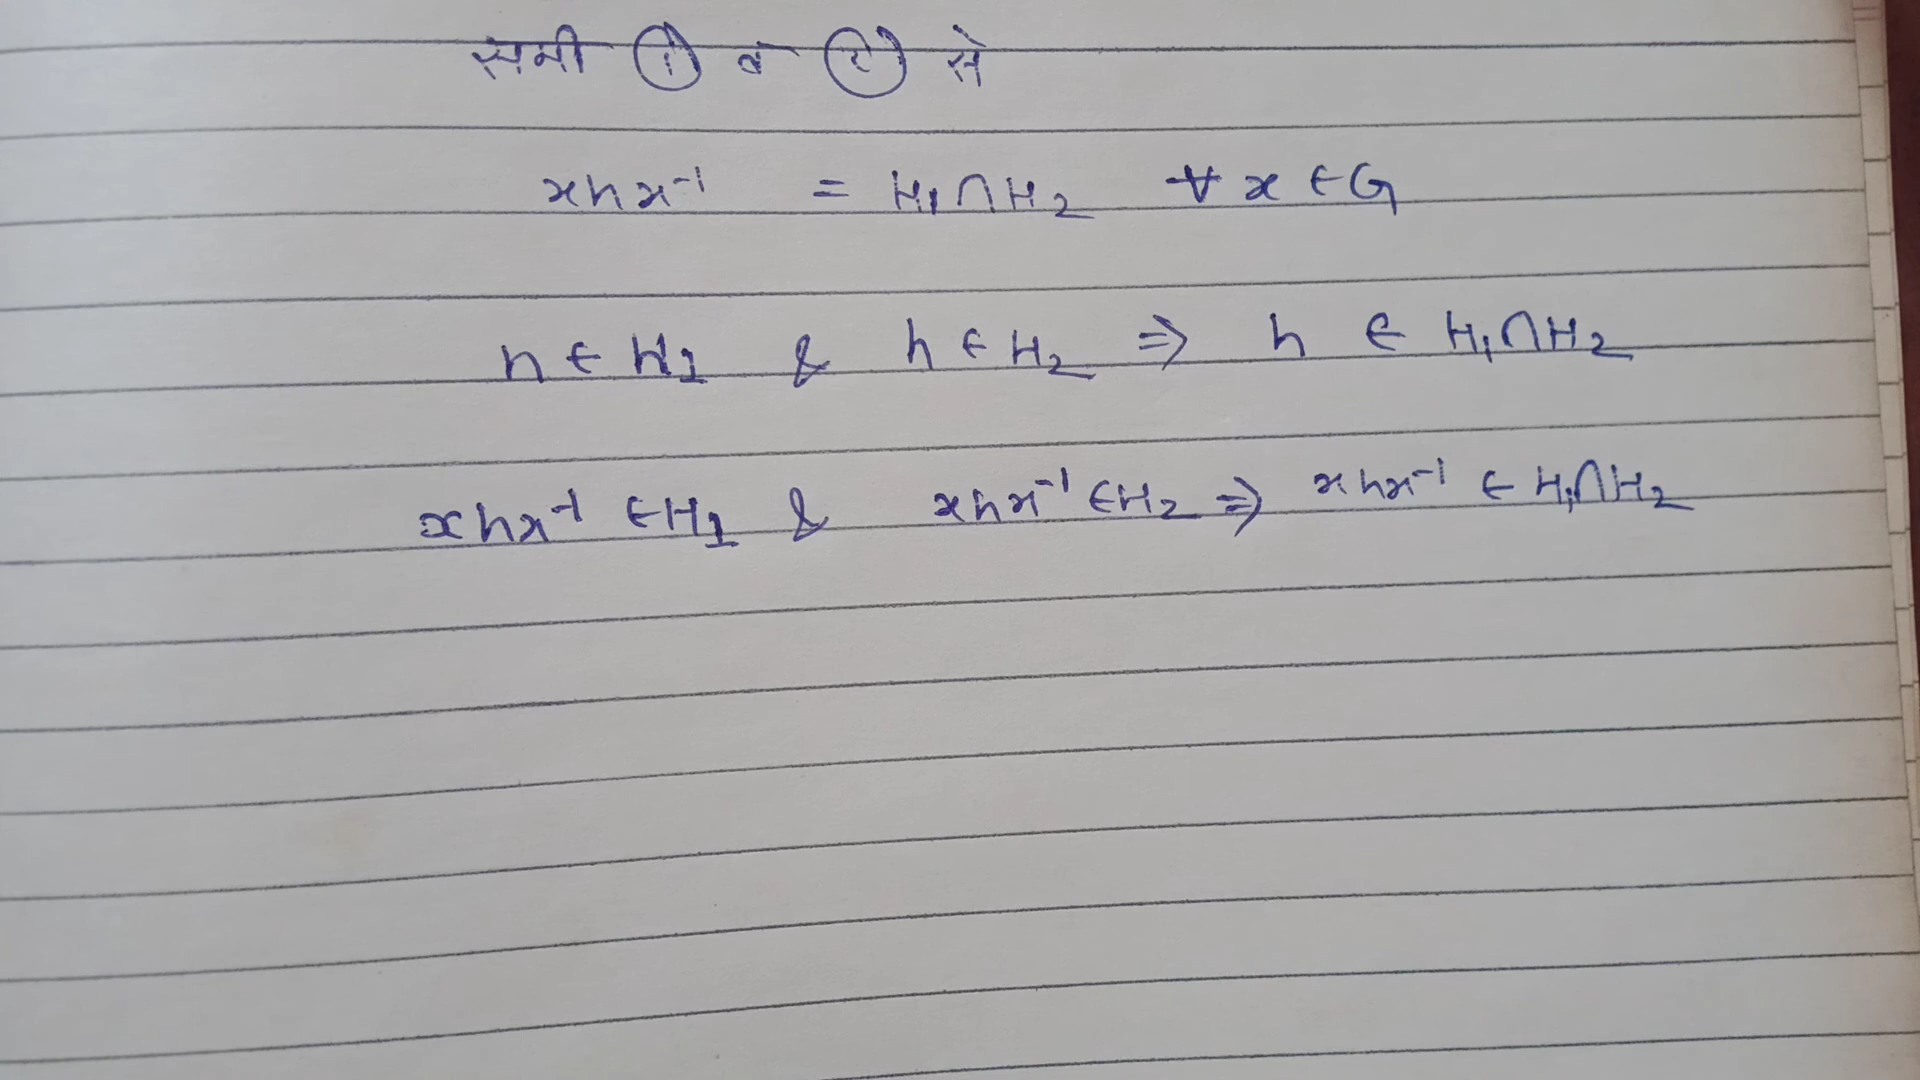 समी ① व ② से
xhx⁻¹ = H₁∩H₂ ∀ x ∈ G
h ∈ H₁ & h ∈ H₂ ⇒ h ∈ H₁∩H₂
xhx⁻¹ ∈ H₁ & xhx⁻¹ ∈ H₂ ⇒ xhx⁻¹ ∈ H₁∩H₂